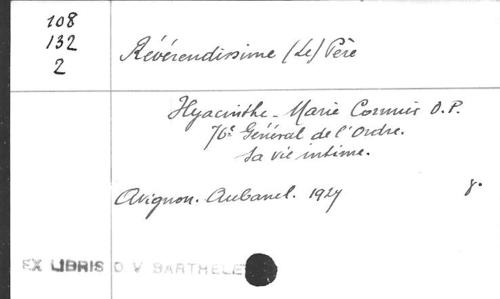 108
132
2
Révérendissime (Le) Père
Hyacinthe-Marie Cormier O.P.
76e Général de l'Ordre.
Sa vie intime.
Avignon. Aubanel. 1927 8.
EX LIBRIS D V BARTHELE